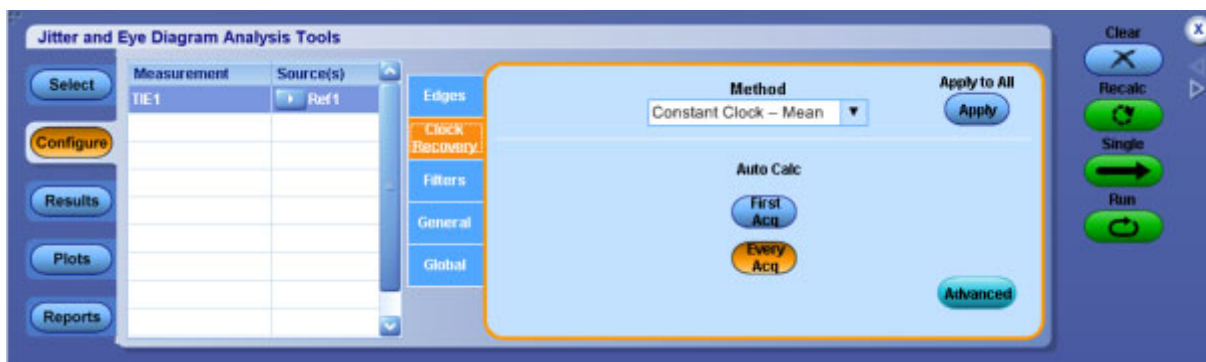 Jitter and Eye Diagram Analysis Tools
Select
Configure
Results
Plots
Reports
Measurement Source(s)
TIE1 Ref1
Edges
Clock
Recovery
Filters
General
Global
Method
Constant Clock – Mean
Apply to All
Apply
Auto Calc
First
Acq
Every
Acq
Advanced
Clear
Recalc
Single
Run
X